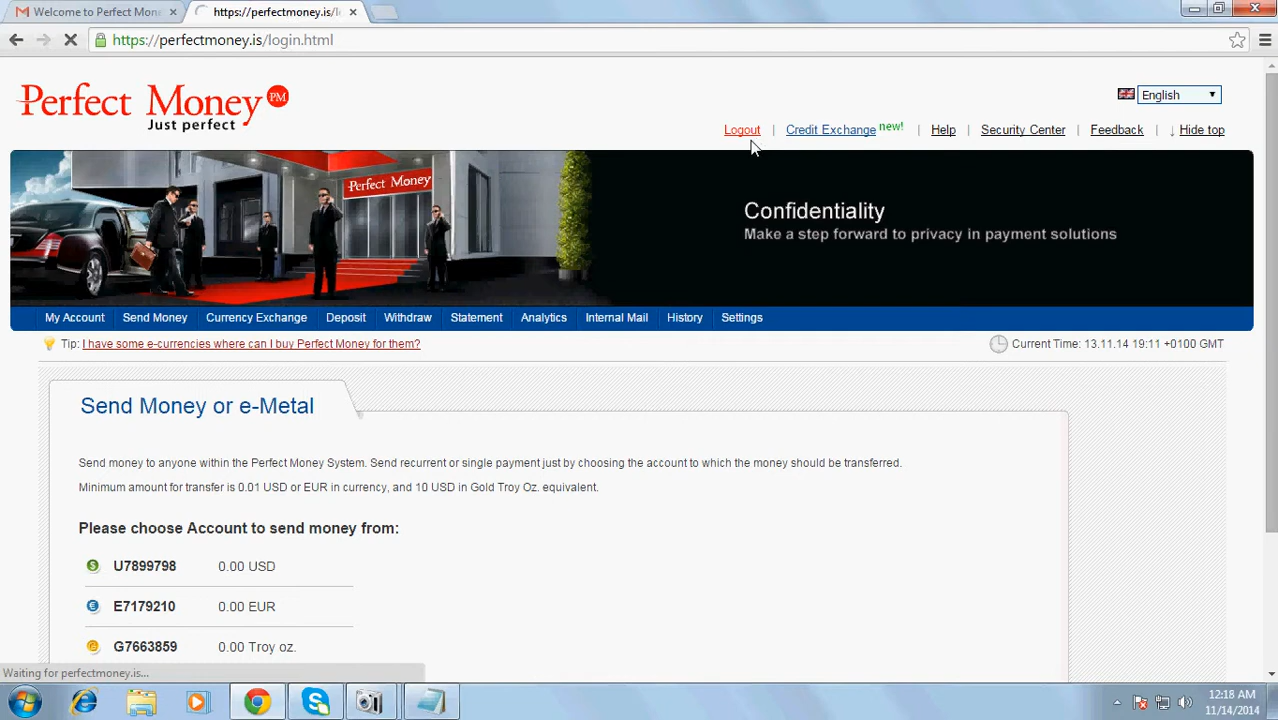 Welcome to Perfect Mon
https://perfectmoney.is/l
https://perfectmoney.is/login.html
Perfect Money PM
Just perfect
English
Logout | Credit Exchange new! | Help | Security Center | Feedback | ↓ Hide top
Perfect Money
Confidentiality
Make a step forward to privacy in payment solutions
My Account Send Money Currency Exchange Deposit Withdraw Statement Analytics Internal Mail History Settings
Tip: I have some e-currencies where can I buy Perfect Money for them?
Current Time: 13.11.14 19:11 +0100 GMT
Send Money or e-Metal
Send money to anyone within the Perfect Money System. Send recurrent or single payment just by choosing the account to which the money should be transferred.
Minimum amount for transfer is 0.01 USD or EUR in currency, and 10 USD in Gold Troy Oz. equivalent.
Please choose Account to send money from:
U7899798 0.00 USD
E7179210 0.00 EUR
G7663859 0.00 Troy oz.
Waiting for perfectmoney.is...
12:18 AM
11/14/2014